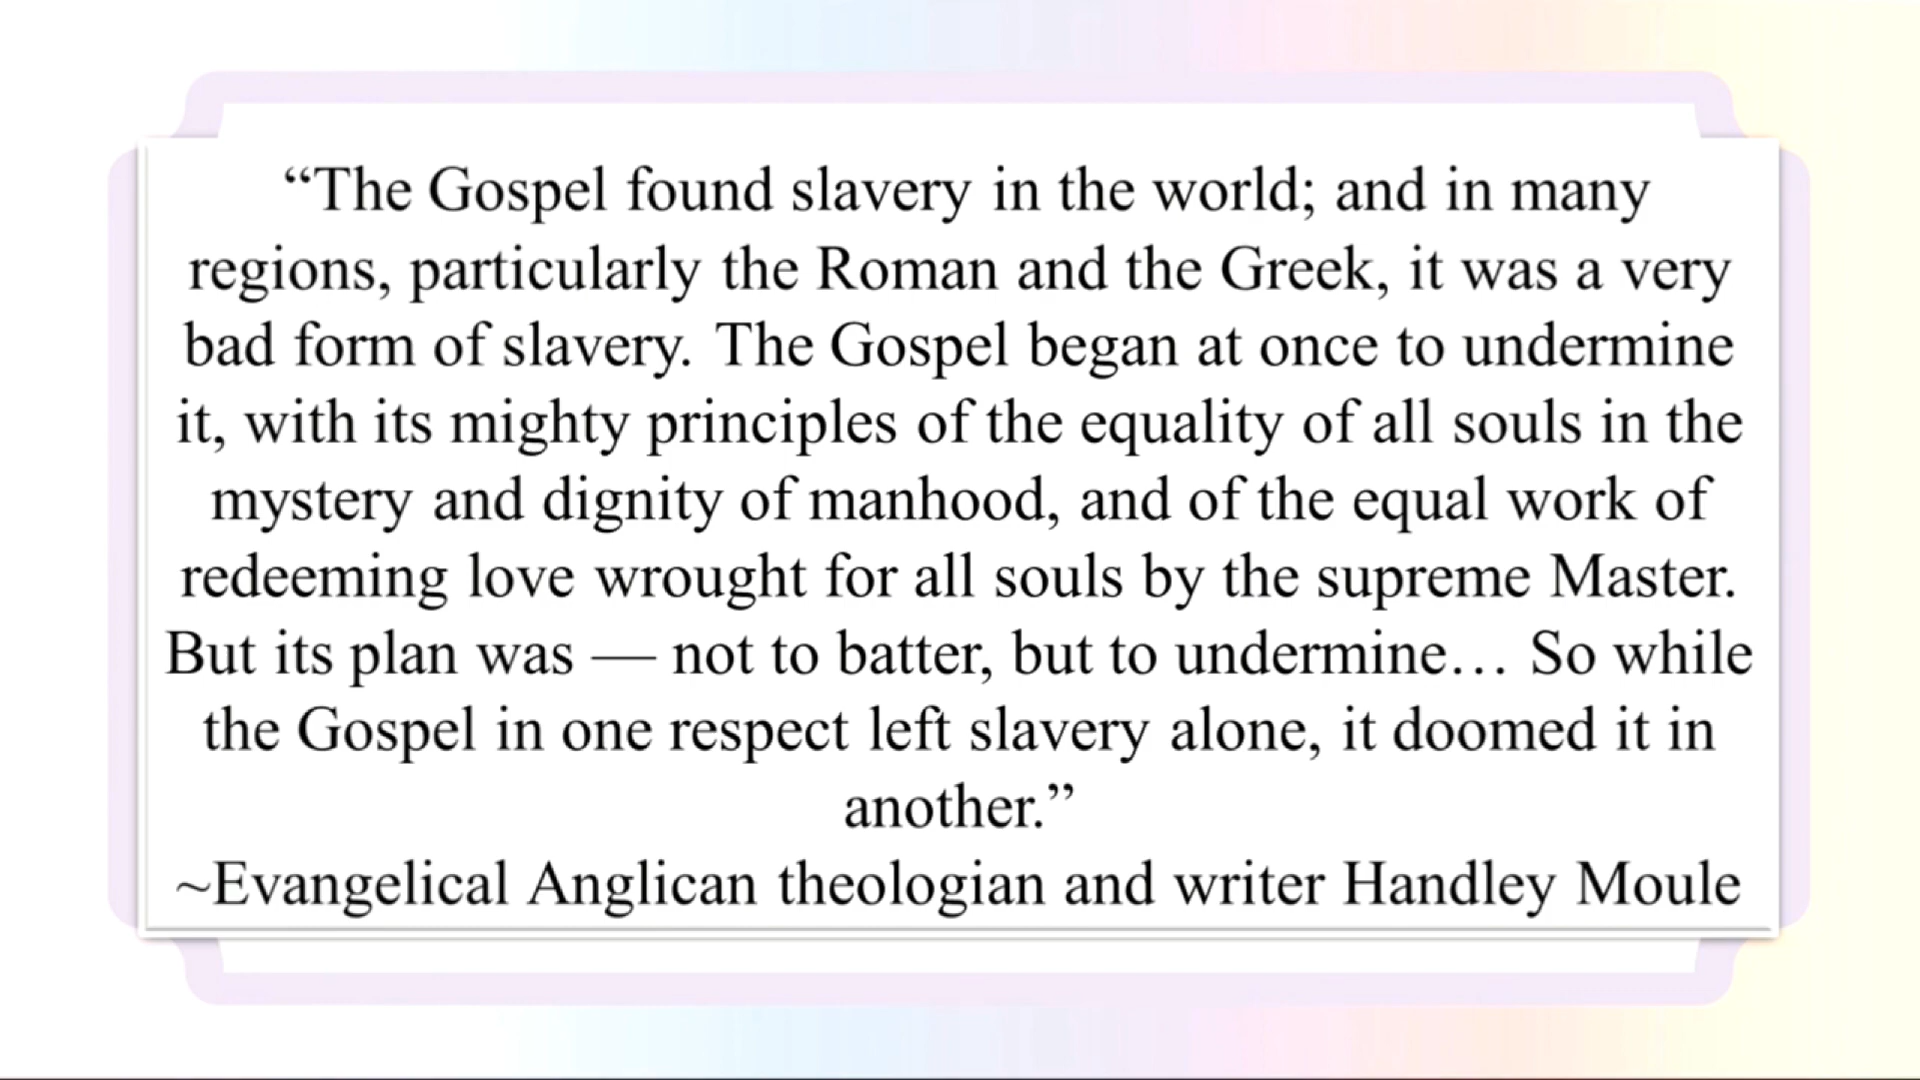 “The Gospel found slavery in the world; and in many
regions, particularly the Roman and the Greek, it was a very
bad form of slavery. The Gospel began at once to undermine
it, with its mighty principles of the equality of all souls in the
mystery and dignity of manhood, and of the equal work of
redeeming love wrought for all souls by the supreme Master.
But its plan was — not to batter, but to undermine… So while
the Gospel in one respect left slavery alone, it doomed it in
another.”
~Evangelical Anglican theologian and writer Handley Moule